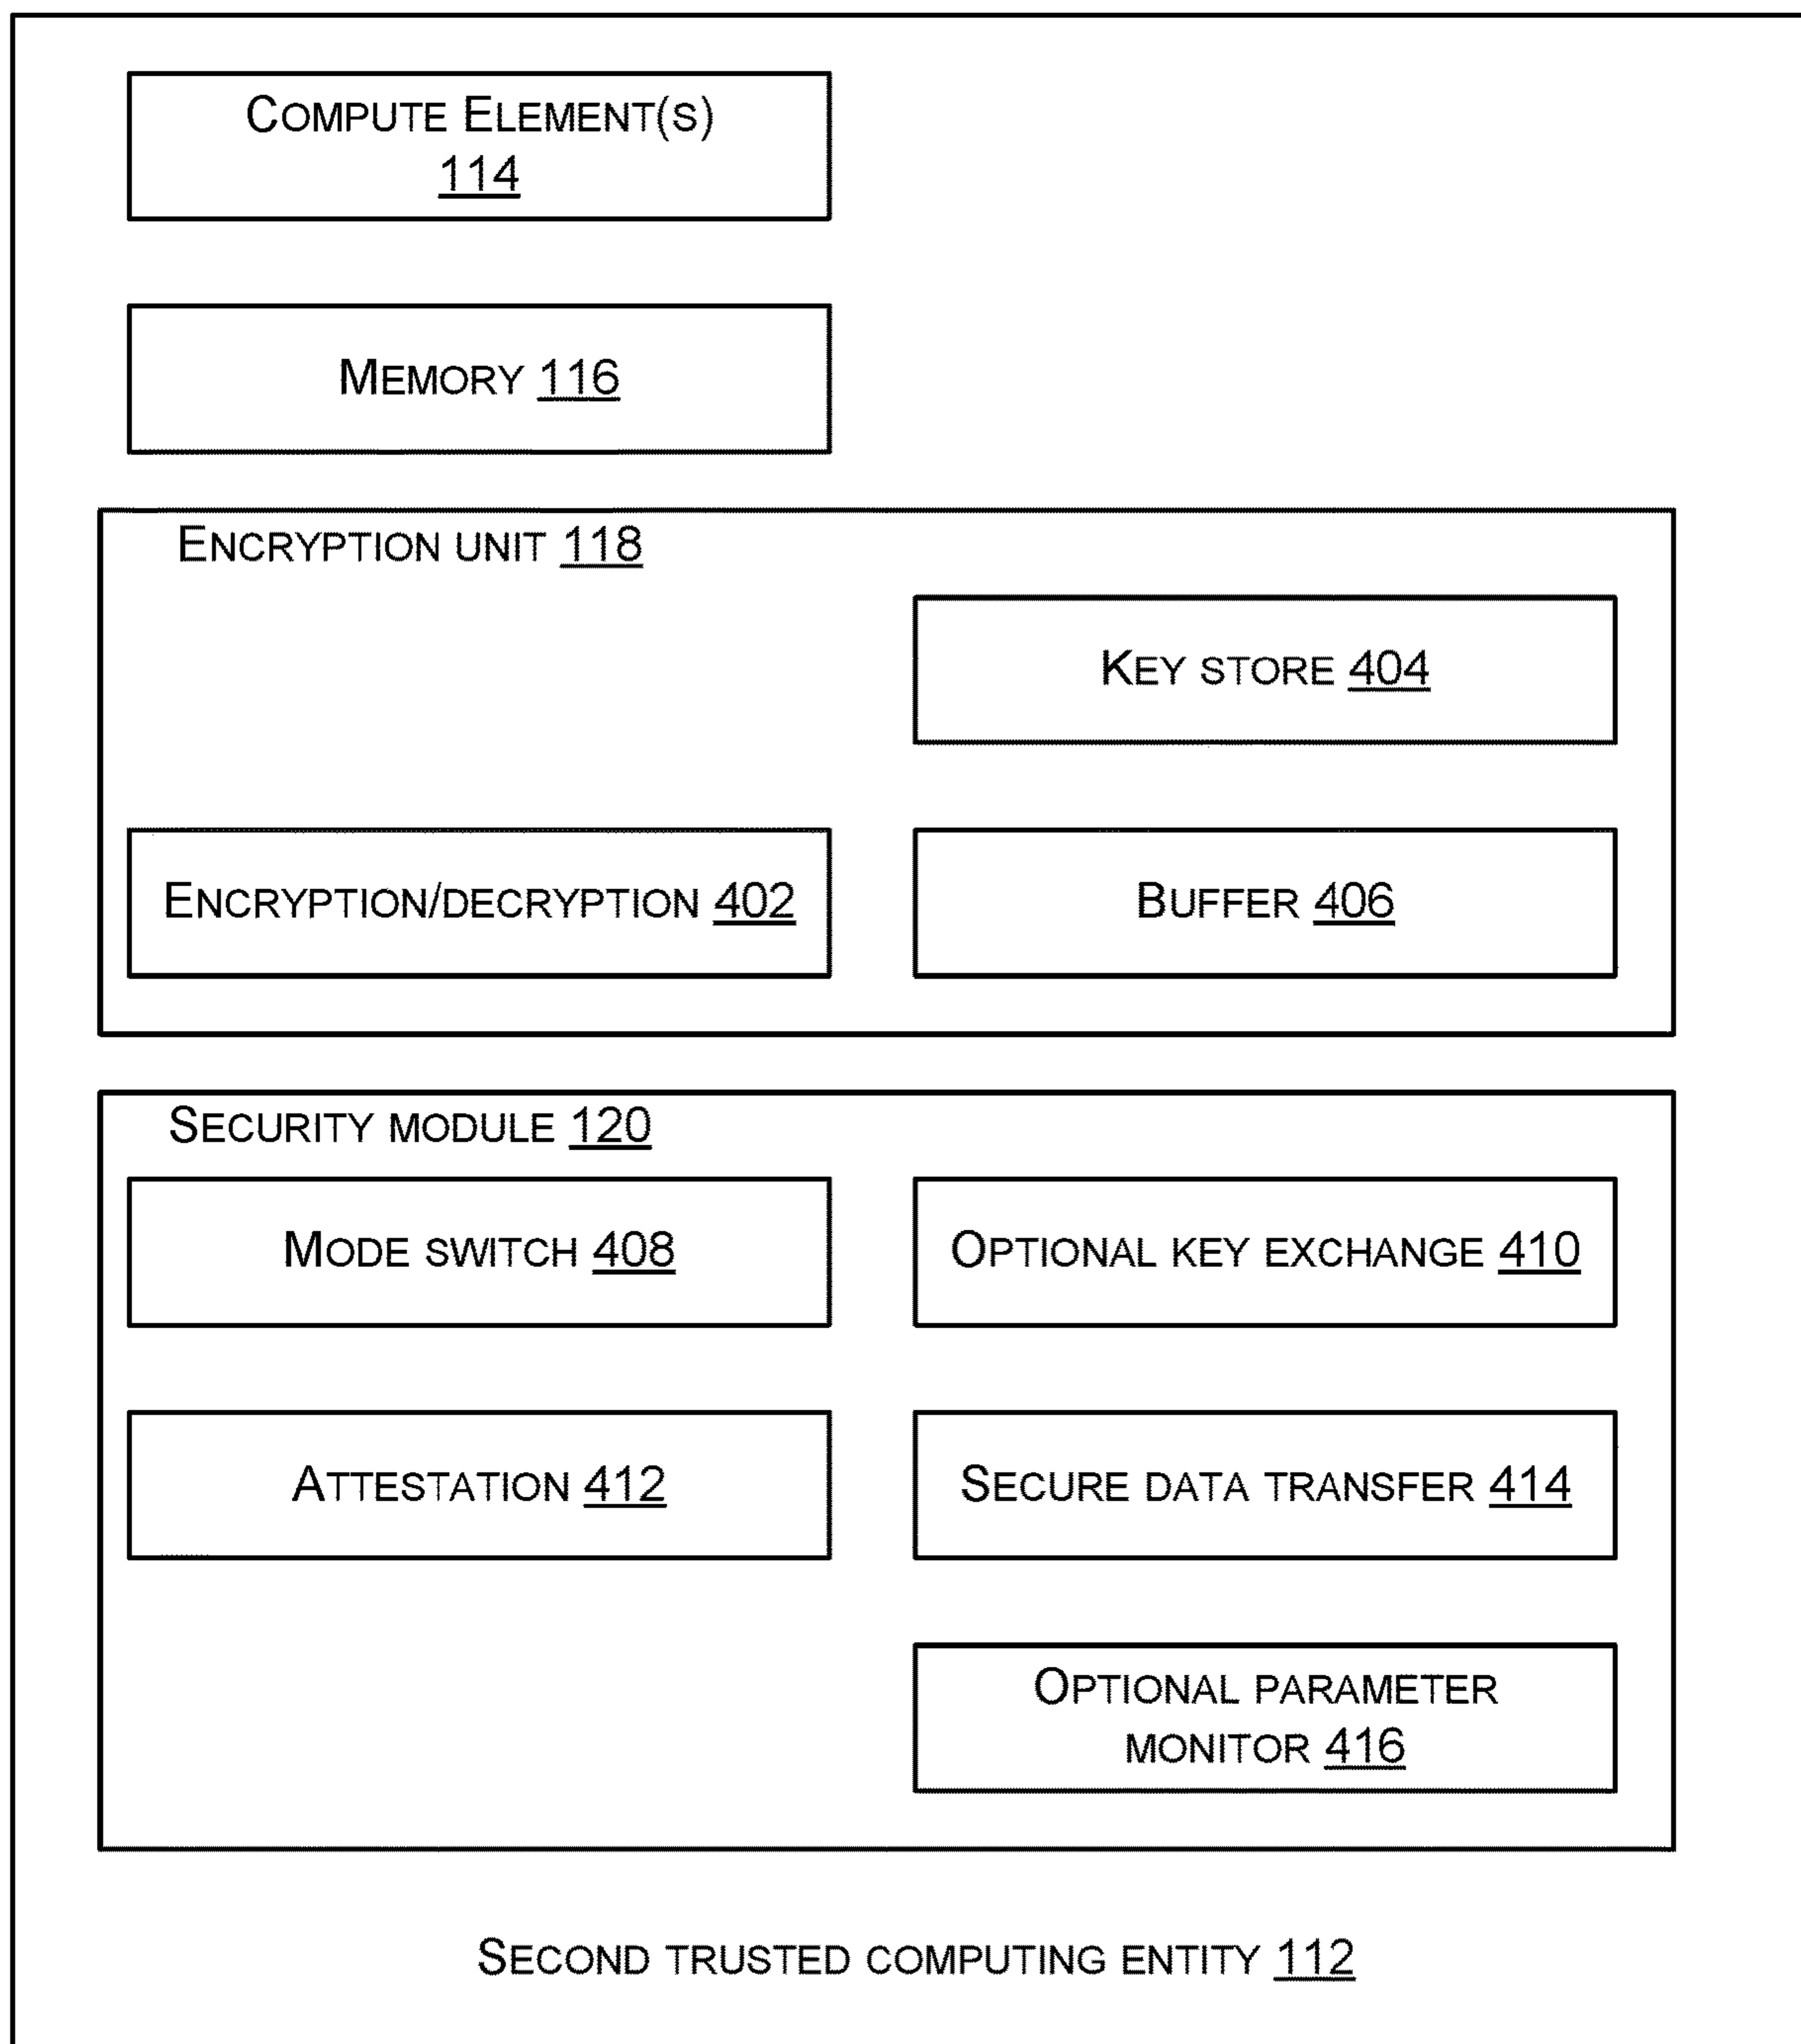 COMPUTE ELEMENT(S)
114
MEMORY 116
ENCRYPTION UNIT 118
KEY STORE 404
ENCRYPTION/DECRYPTION 402
BUFFER 406
SECURITY MODULE 120
MODE SWITCH 408
OPTIONAL KEY EXCHANGE 410
ATTESTATION 412
SECURE DATA TRANSFER 414
OPTIONAL PARAMETER
MONITOR 416
SECOND TRUSTED COMPUTING ENTITY 112